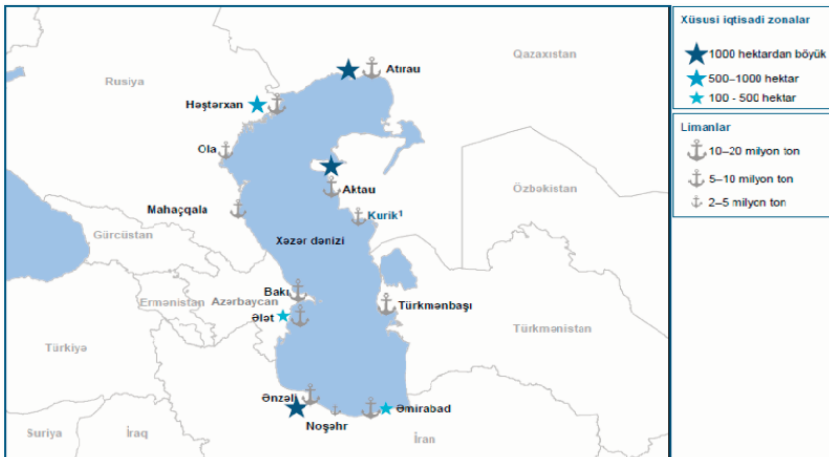 Xüsusi iqtisadi zonalar
1000 hektardan böyük
500–1000 hektar
100 - 500 hektar
Limanlar
10–20 milyon ton
5–10 milyon ton
2–5 milyon ton
Qazaxıstan
Atırau
Rusiya
Həştərxan
Ola
Aktau
Özbəkistan
Mahaçqala
Kurik¹
Gürcüstan
Xəzər dənizi
Bakı
Ermənistan
Azərbaycan
Türkmənbaşı
Ələt
Türkmənistan
Türkiyə
Ənzəli
Əmirabad
Noşəhr
Suriya
İraq
İran